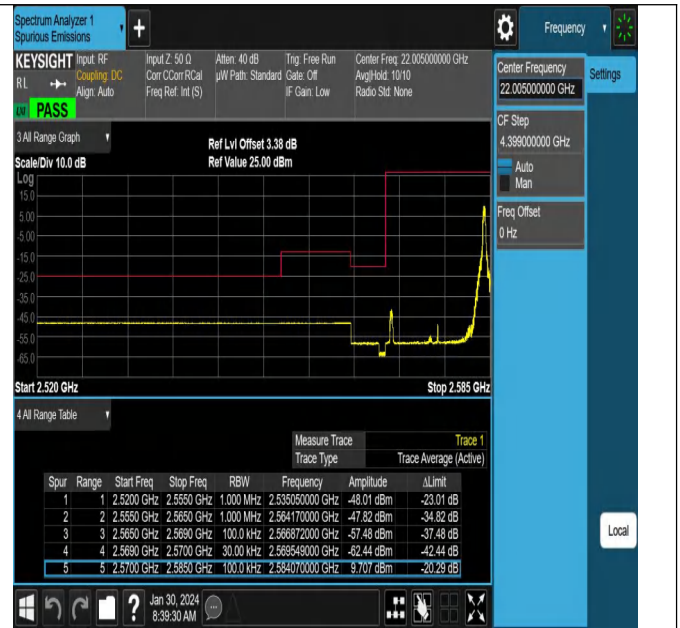 Spectrum Analyzer 1
Spurious Emissions
+
Frequency
KEYSIGHT
RL
Input: RF
Coupling: DC
Align: Auto
Input Z: 50 Ω
Corr CCorr RCal
Freq Ref: Int (S)
Atten: 40 dB
µW Path: Standard
Trig: Free Run
Gate: Off
IF Gain: Low
Center Freq: 22.005000000 GHz
Avg|Hold: 10/10
Radio Std: None
PASS
Center Frequency
22.005000000 GHz
Settings
CF Step
4.399000000 GHz
Auto
Man
Freq Offset
0 Hz
3 All Range Graph
Scale/Div 10.0 dB
Ref Lvl Offset 3.38 dB
Ref Value 25.00 dBm
Log
15.0
5.00
-5.00
-15.0
-25.0
-35.0
-45.0
-55.0
-65.0
Start 2.520 GHz
Stop 2.585 GHz
4 All Range Table
Measure Trace Trace 1
Trace Type Trace Average (Active)
Spur Range Start Freq Stop Freq RBW Frequency Amplitude ΔLimit
1 1 2.5200 GHz 2.5550 GHz 1.000 MHz 2.535050000 GHz -48.01 dBm -23.01 dB
2 2 2.5550 GHz 2.5650 GHz 1.000 MHz 2.564170000 GHz -47.82 dBm -34.82 dB
3 3 2.5650 GHz 2.5690 GHz 100.0 kHz 2.566872000 GHz -57.48 dBm -37.48 dB
4 4 2.5690 GHz 2.5700 GHz 30.00 kHz 2.569549000 GHz -62.44 dBm -42.44 dB
5 5 2.5700 GHz 2.5850 GHz 100.0 kHz 2.584070000 GHz 9.707 dBm -20.29 dB
Local
?
Jan 30, 2024
8:39:30 AM